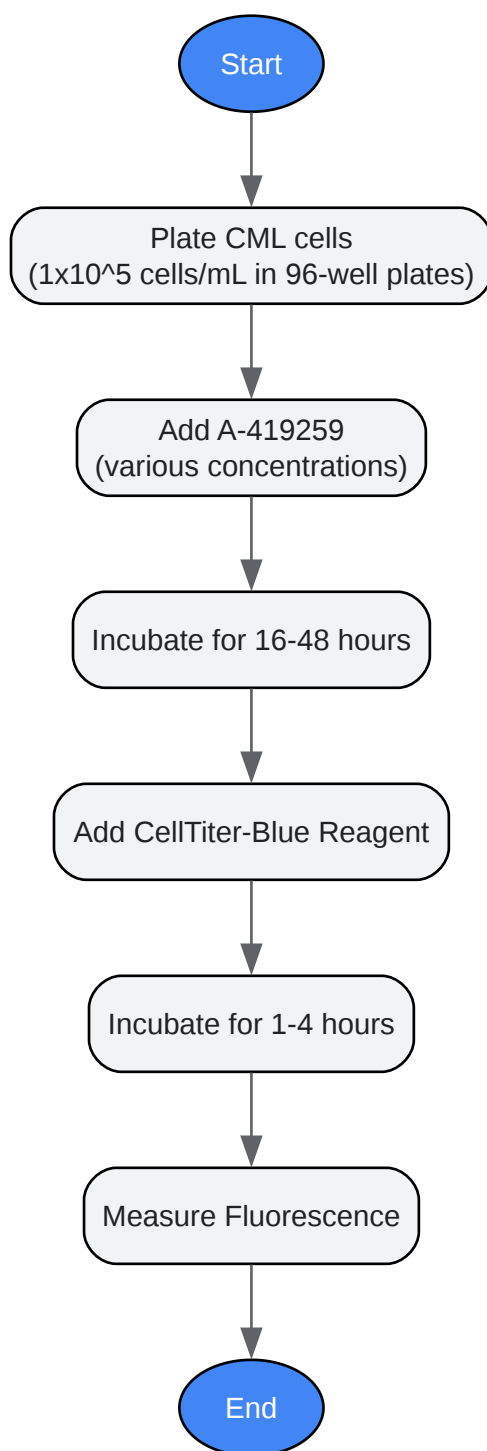 Start
Plate CML cells
(1x10^5 cells/mL in 96-well plates)
Add A-419259
(various concentrations)
Incubate for 16-48 hours
Add CellTiter-Blue Reagent
Incubate for 1-4 hours
Measure Fluorescence
End